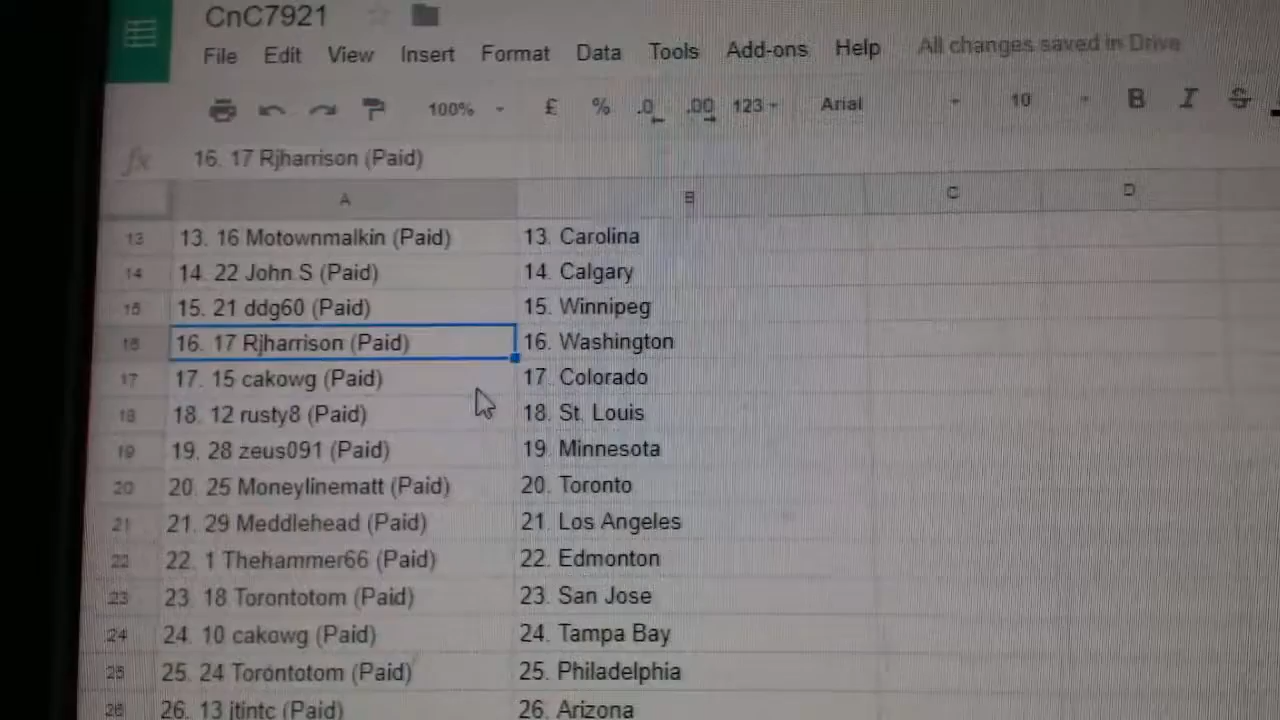 CnC7921
File Edit View Insert Format Data Tools Add-ons Help All changes saved in Drive
100% £ % .0 .00 123 Arial 10 B I S
fx 16. 17 Rjharrison (Paid)
A B C D
13 13. 16 Motownmalkin (Paid) 13. Carolina
14 14. 22 John S (Paid) 14. Calgary
15 15. 21 ddg60 (Paid) 15. Winnipeg
16 16. 17 Rjharrison (Paid) 16. Washington
17 17. 15 cakowg (Paid) 17. Colorado
18 18. 12 rusty8 (Paid) 18. St. Louis
19 19. 28 zeus091 (Paid) 19. Minnesota
20 20. 25 Moneylinematt (Paid) 20. Toronto
21 21. 29 Meddlehead (Paid) 21. Los Angeles
22 22. 1 Thehammer66 (Paid) 22. Edmonton
23 23. 18 Torontotom (Paid) 23. San Jose
24 24. 10 cakowg (Paid) 24. Tampa Bay
25 25. 24 Torontotom (Paid) 25. Philadelphia
26 26. 13 jtintc (Paid) 26. Arizona